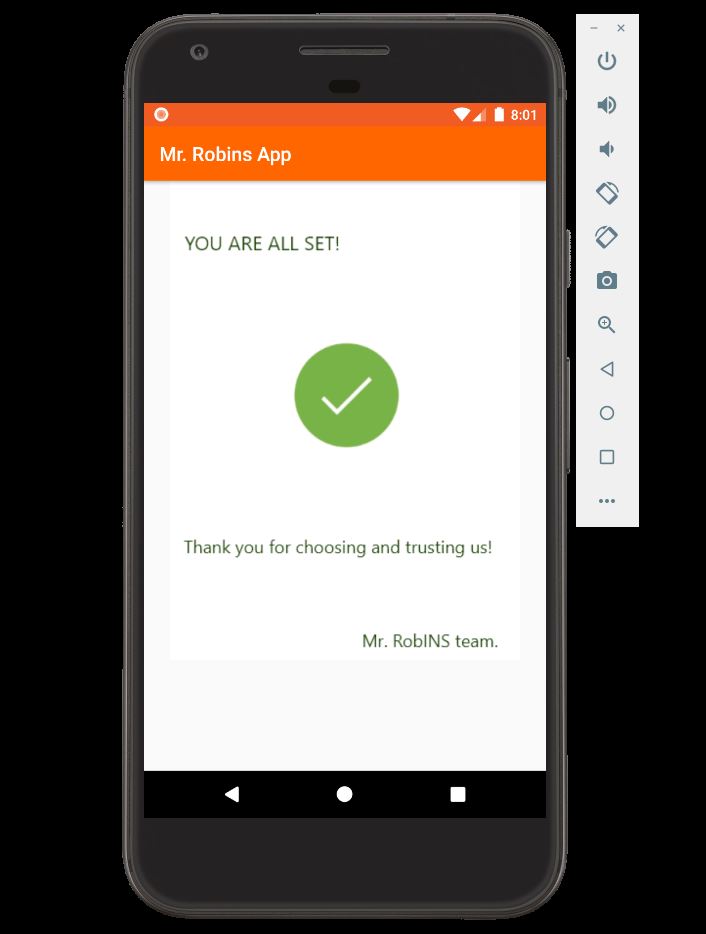 8:01
Mr. Robins App
YOU ARE ALL SET!
Thank you for choosing and trusting us!
Mr. RobINS team.